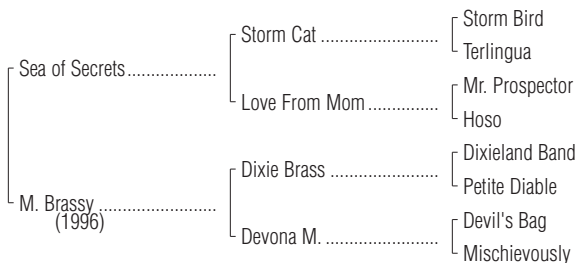 Storm Bird
Storm Cat ..............................
Terlingua
Sea of Secrets...................
Mr. Prospector
Love From Mom ..................
Hoso
Dixieland Band
Dixie Brass ............................
Petite Diable
M. Brassy .........................
(1996)
Devil's Bag
Devona M. .............................
Mischievously